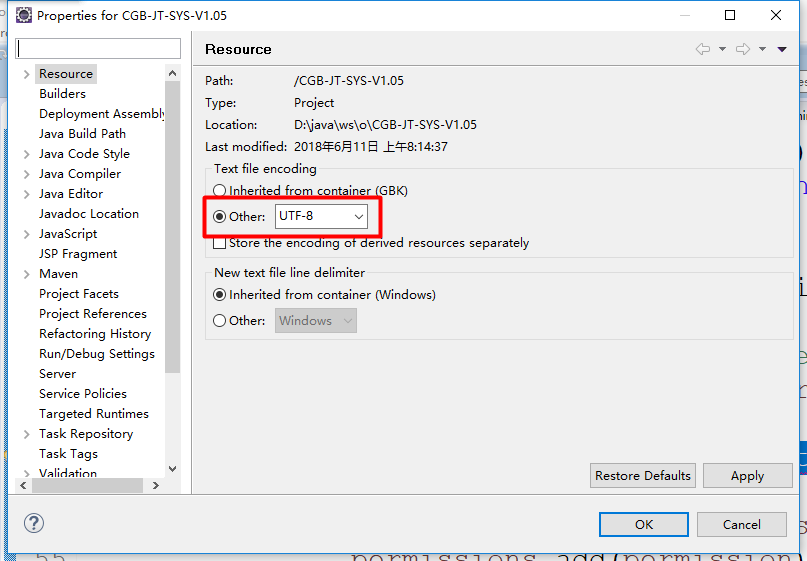 Properties for CGB-JT-SYS-V1.05
Resource
Builders
Deployment Assembly
Java Build Path
Java Code Style
Java Compiler
Java Editor
Javadoc Location
JavaScript
JSP Fragment
Maven
Project Facets
Project References
Refactoring History
Run/Debug Settings
Server
Service Policies
Targeted Runtimes
Task Repository
Task Tags
Validation
Resource
Path: /CGB-JT-SYS-V1.05
Type: Project
Location: D:\java\ws\o\CGB-JT-SYS-V1.05
Last modified: 2018年6月11日 上午8:14:37
Text file encoding
Inherited from container (GBK)
Other: UTF-8
Store the encoding of derived resources separately
New text file line delimiter
Inherited from container (Windows)
Other: Windows
Restore Defaults Apply
OK Cancel
55 permissions.add(permission)